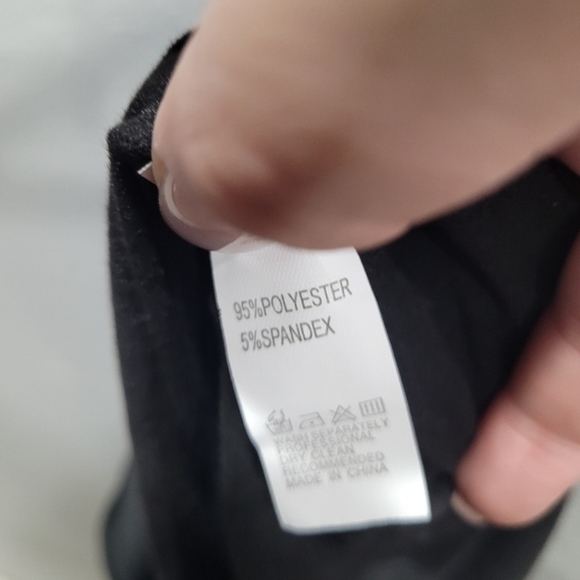 95%POLYESTER
5%SPANDEX
WASH SEPARATELY
PROFESSIONAL
DRY CLEAN
RECOMMENDED
MADE IN CHINA